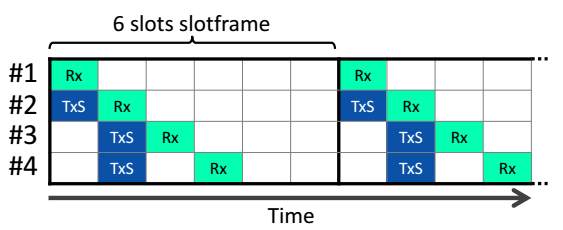 6 slots slotframe
#1 Rx Rx
#2 TxS Rx TxS Rx
#3 TxS Rx TxS Rx
#4 TxS Rx TxS Rx
Time